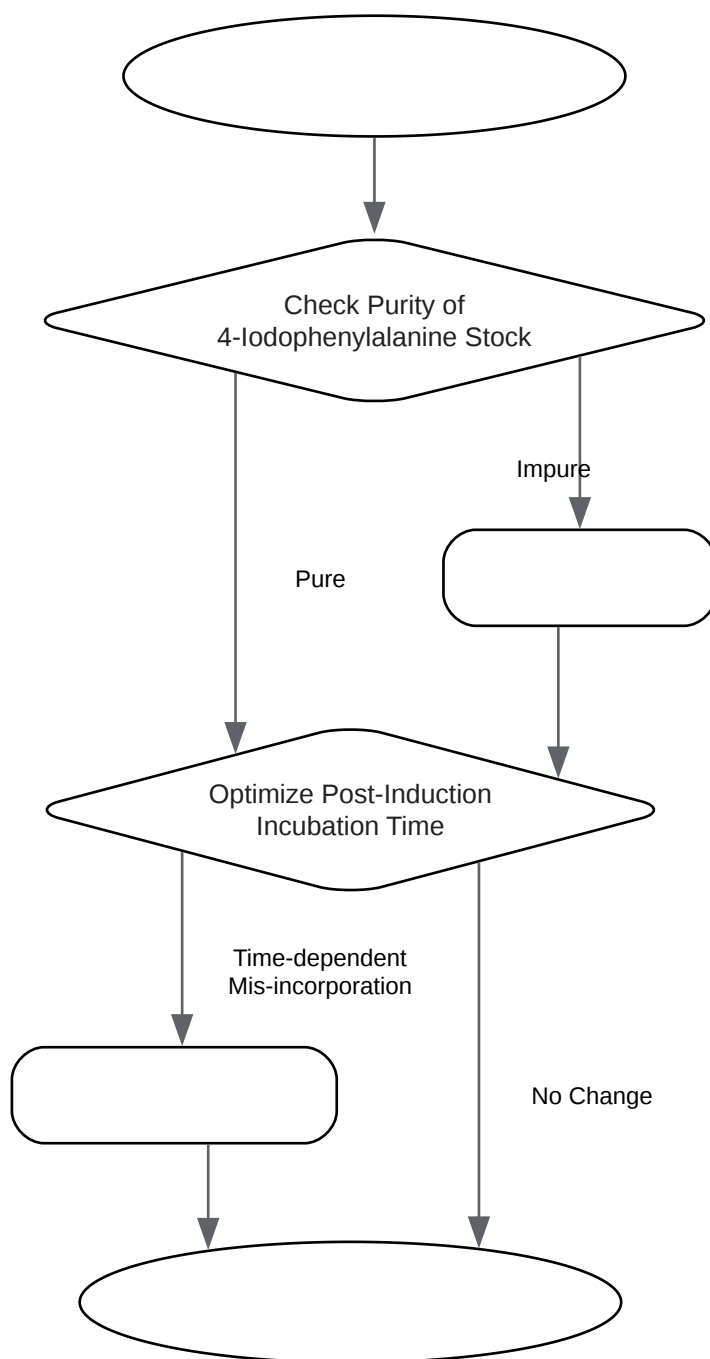 Check Purity of
4-Iodophenylalanine Stock
Impure
Pure
Optimize Post-Induction
Incubation Time
Time-dependent
Mis-incorporation
No Change